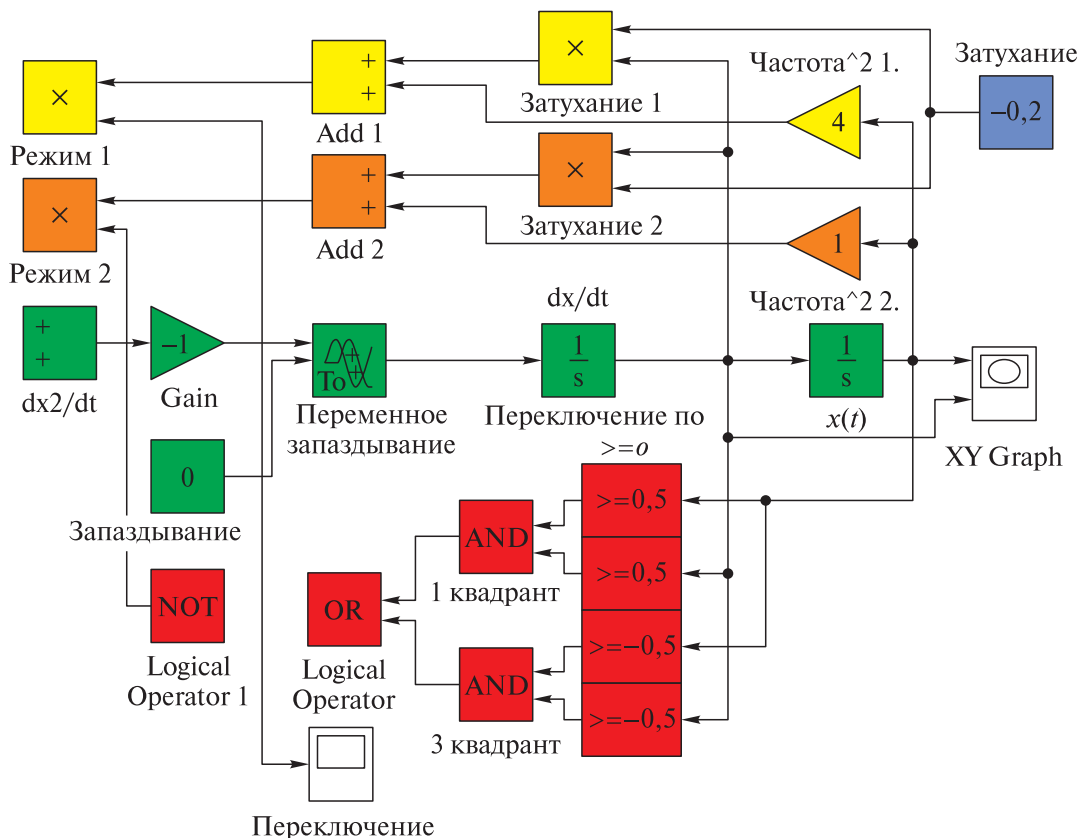 ×
Режим 1
+
+
Add 1
×
Затухание 1
Частота^2 1.
4
Затухание
−0,2
×
Режим 2
+
+
Add 2
×
Затухание 2
1
Частота^2 2.
+
+
dx2/dt
−1
Gain
To
Переменное
запаздывание
dx/dt
1
s
Переключение по
>=o
1
s
x(t)
XY Graph
0
Запаздывание
>=0,5
>=0,5
>=−0,5
>=−0,5
AND
1 квадрант
AND
3 квадрант
OR
Logical
Operator
NOT
Logical
Operator 1
Переключение